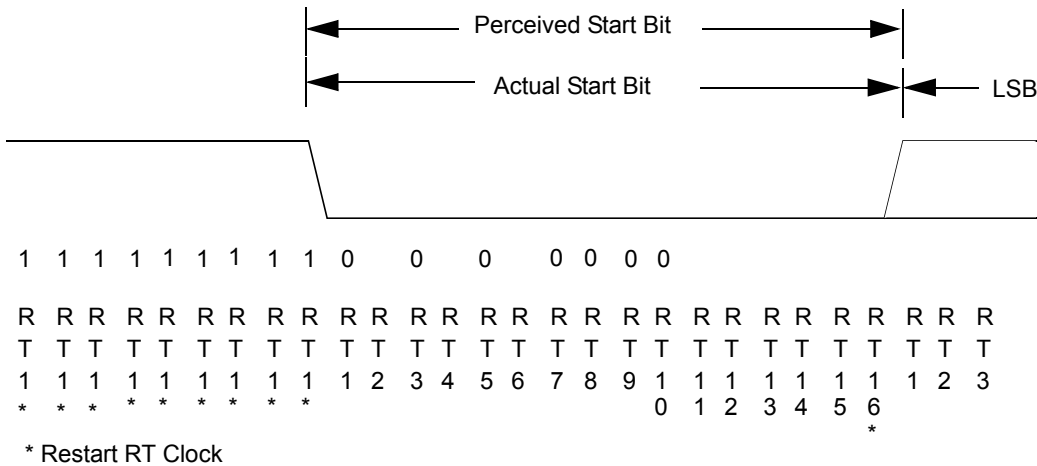 Perceived Start Bit
Actual Start Bit LSB
1 1 1 1 1 1 1 1 1 0 0 0 0 0 0 0
R R R R R R R R R R R R R R R R R R R R R R R R R R R R
T T T T T T T T T T T T T T T T T T T T T T T T T T T T
1 1 1 1 1 1 1 1 1 1 2 3 4 5 6 7 8 9 1 1 1 1 1 1 1 1 2 3
* * * * * * * * * 0 1 2 3 4 5 6
*
* Restart RT Clock